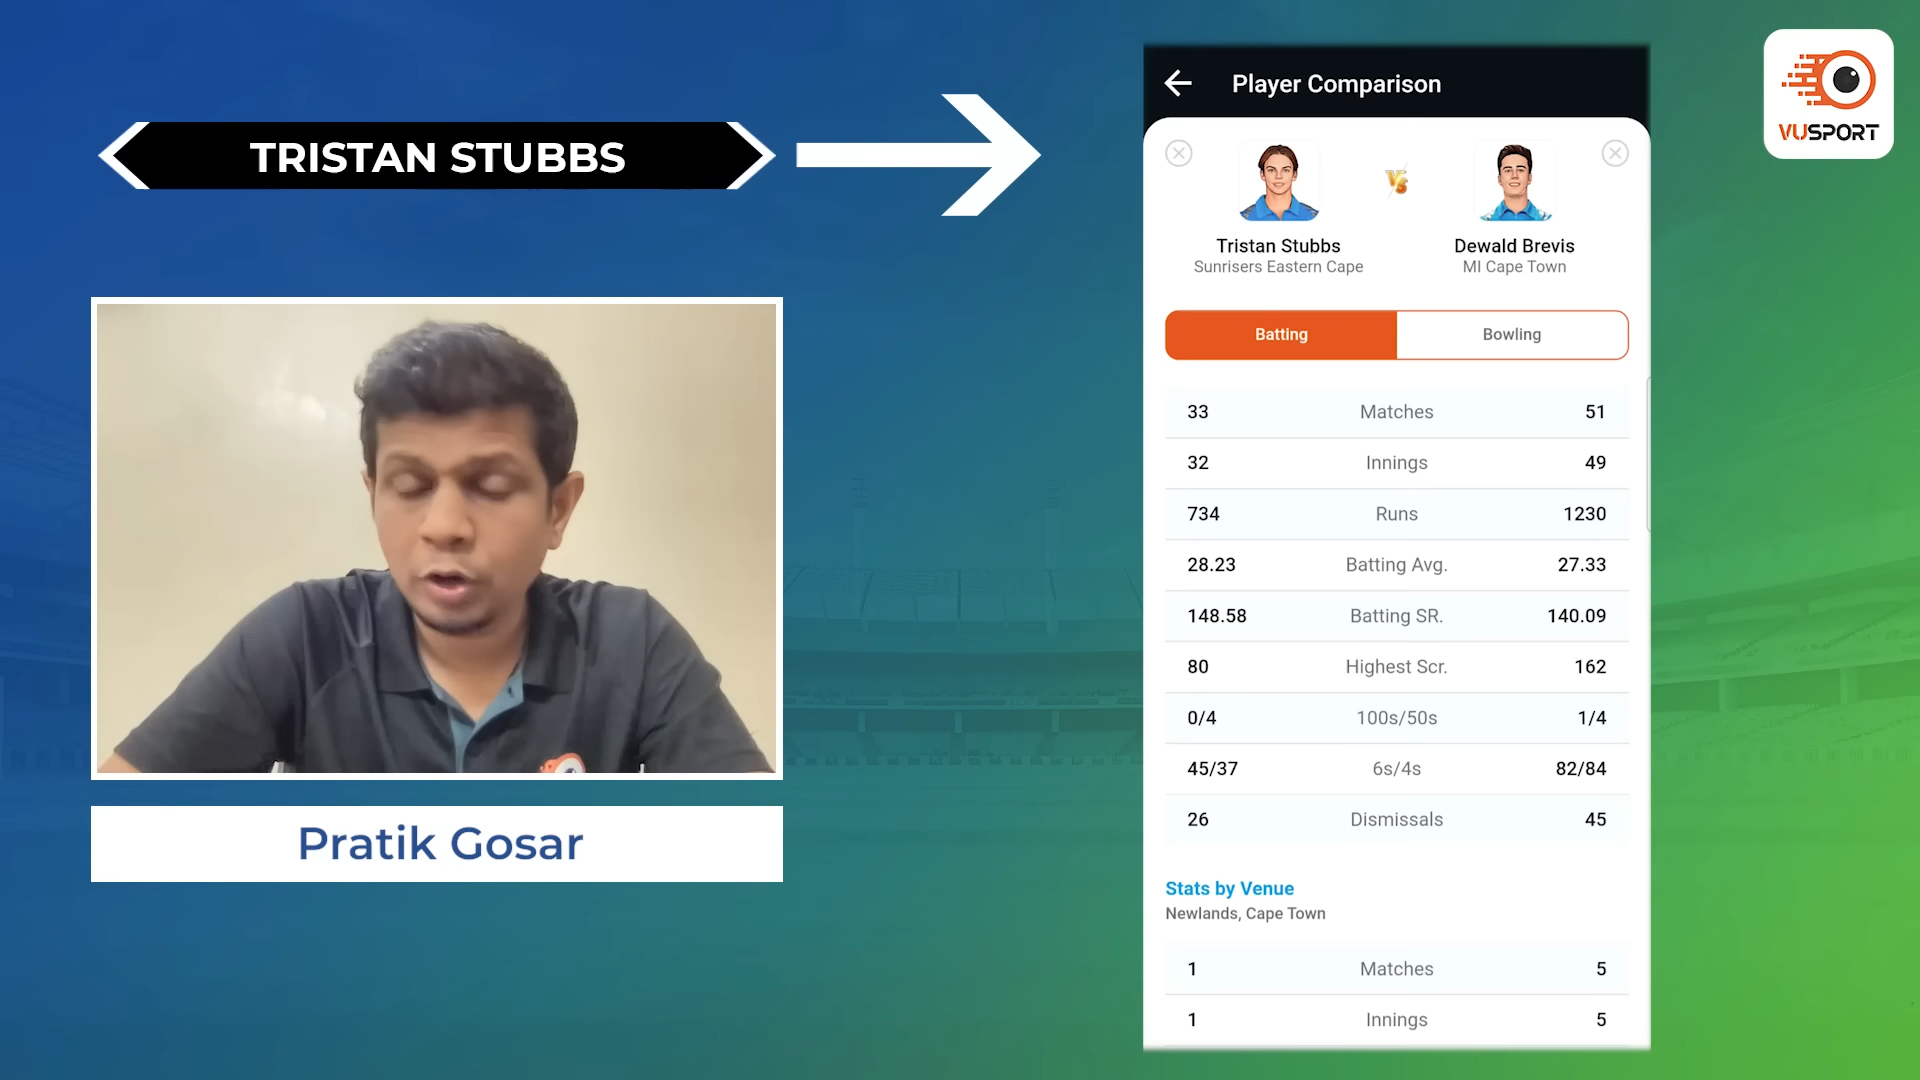 TRISTAN STUBBS
Pratik Gosar
Player Comparison
VS
Tristan Stubbs
Sunrisers Eastern Cape
Dewald Brevis
MI Cape Town
Batting
Bowling
33 Matches 51
32 Innings 49
734 Runs 1230
28.23 Batting Avg. 27.33
148.58 Batting SR. 140.09
80 Highest Scr. 162
0/4 100s/50s 1/4
45/37 6s/4s 82/84
26 Dismissals 45
Stats by Venue
Newlands, Cape Town
1 Matches 5
1 Innings 5
VUSPORT